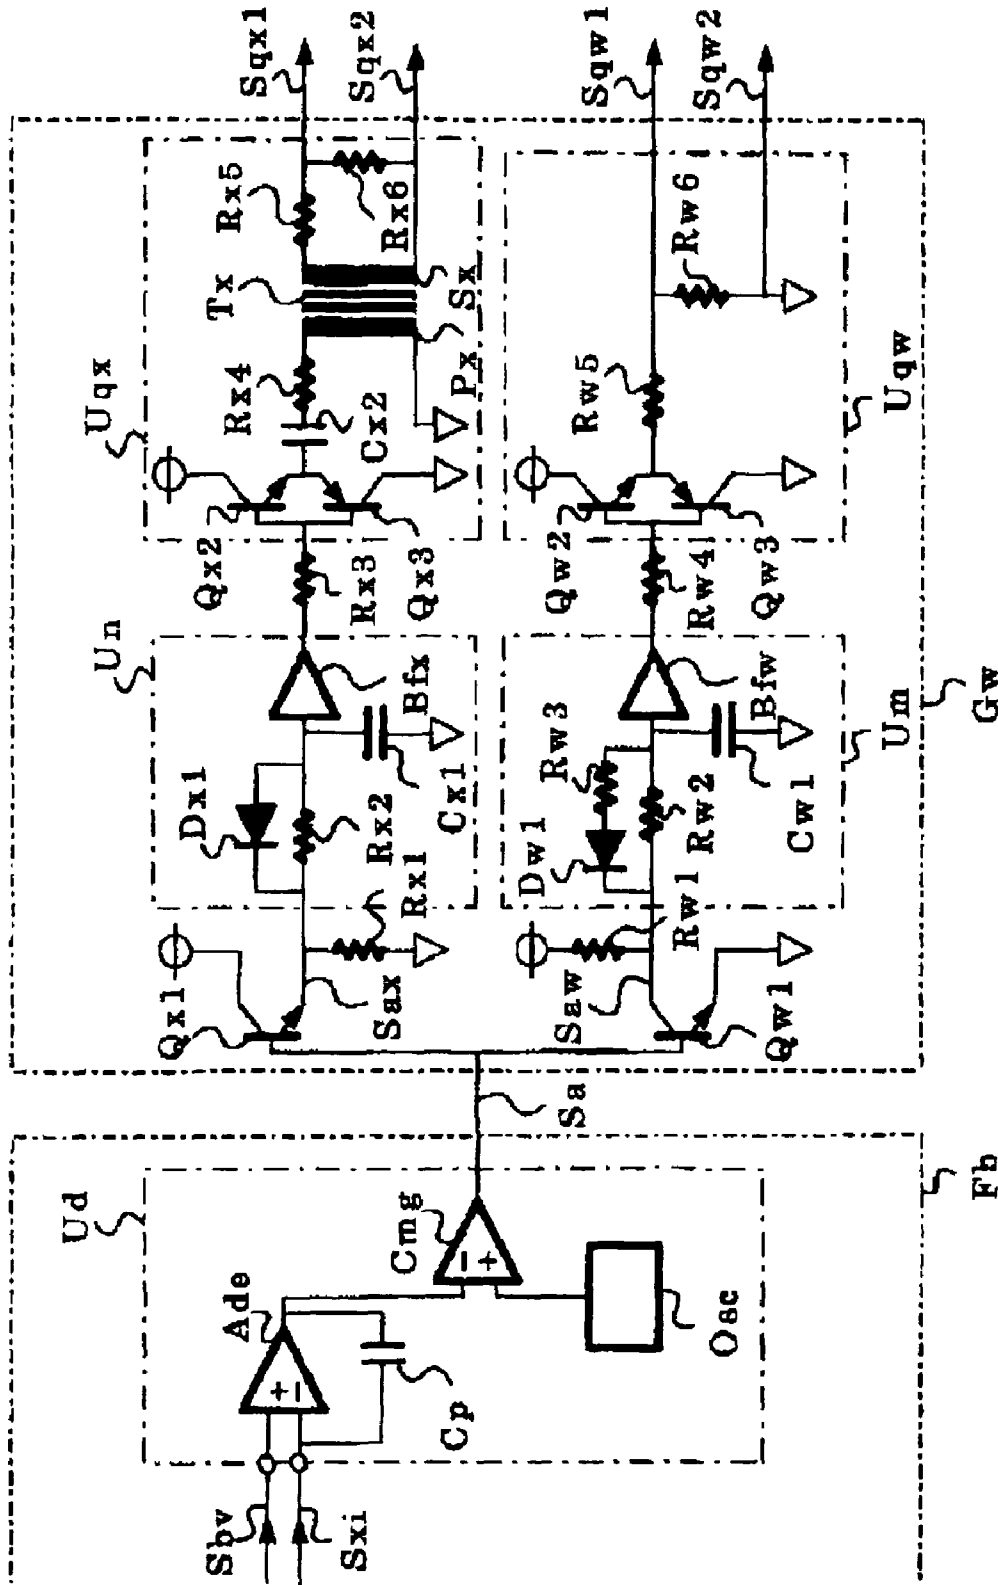 Sqx1
Sqx2
Sqw1
Sqw2
Uqx
Tx
Rx5
Rx6
Rx4
Cx2
Sx
Px
Rw5
Rw6
Uqw
Qx2
Rx3
Qx3
Qw2
Rw4
Qw3
Un
Dx1
Bfx
Cx1
Rx2
Rx1
Rw3
Dw1
Bfw
Cw1
Rw2
Rw1
Um
Gw
Qx1
Sax
Saw
Qw1
Sa
Fb
Ud
Ade
+
−
Cmg
−
+
Cp
Osc
Sbv
Sxi